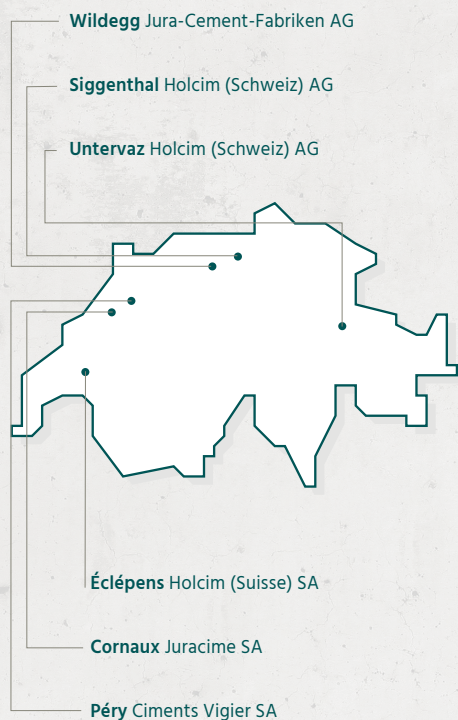 Wildegg Jura-Cement-Fabriken AG
Siggenthal Holcim (Schweiz) AG
Untervaz Holcim (Schweiz) AG
Éclépens Holcim (Suisse) SA
Cornaux Juracime SA
Péry Ciments Vigier SA